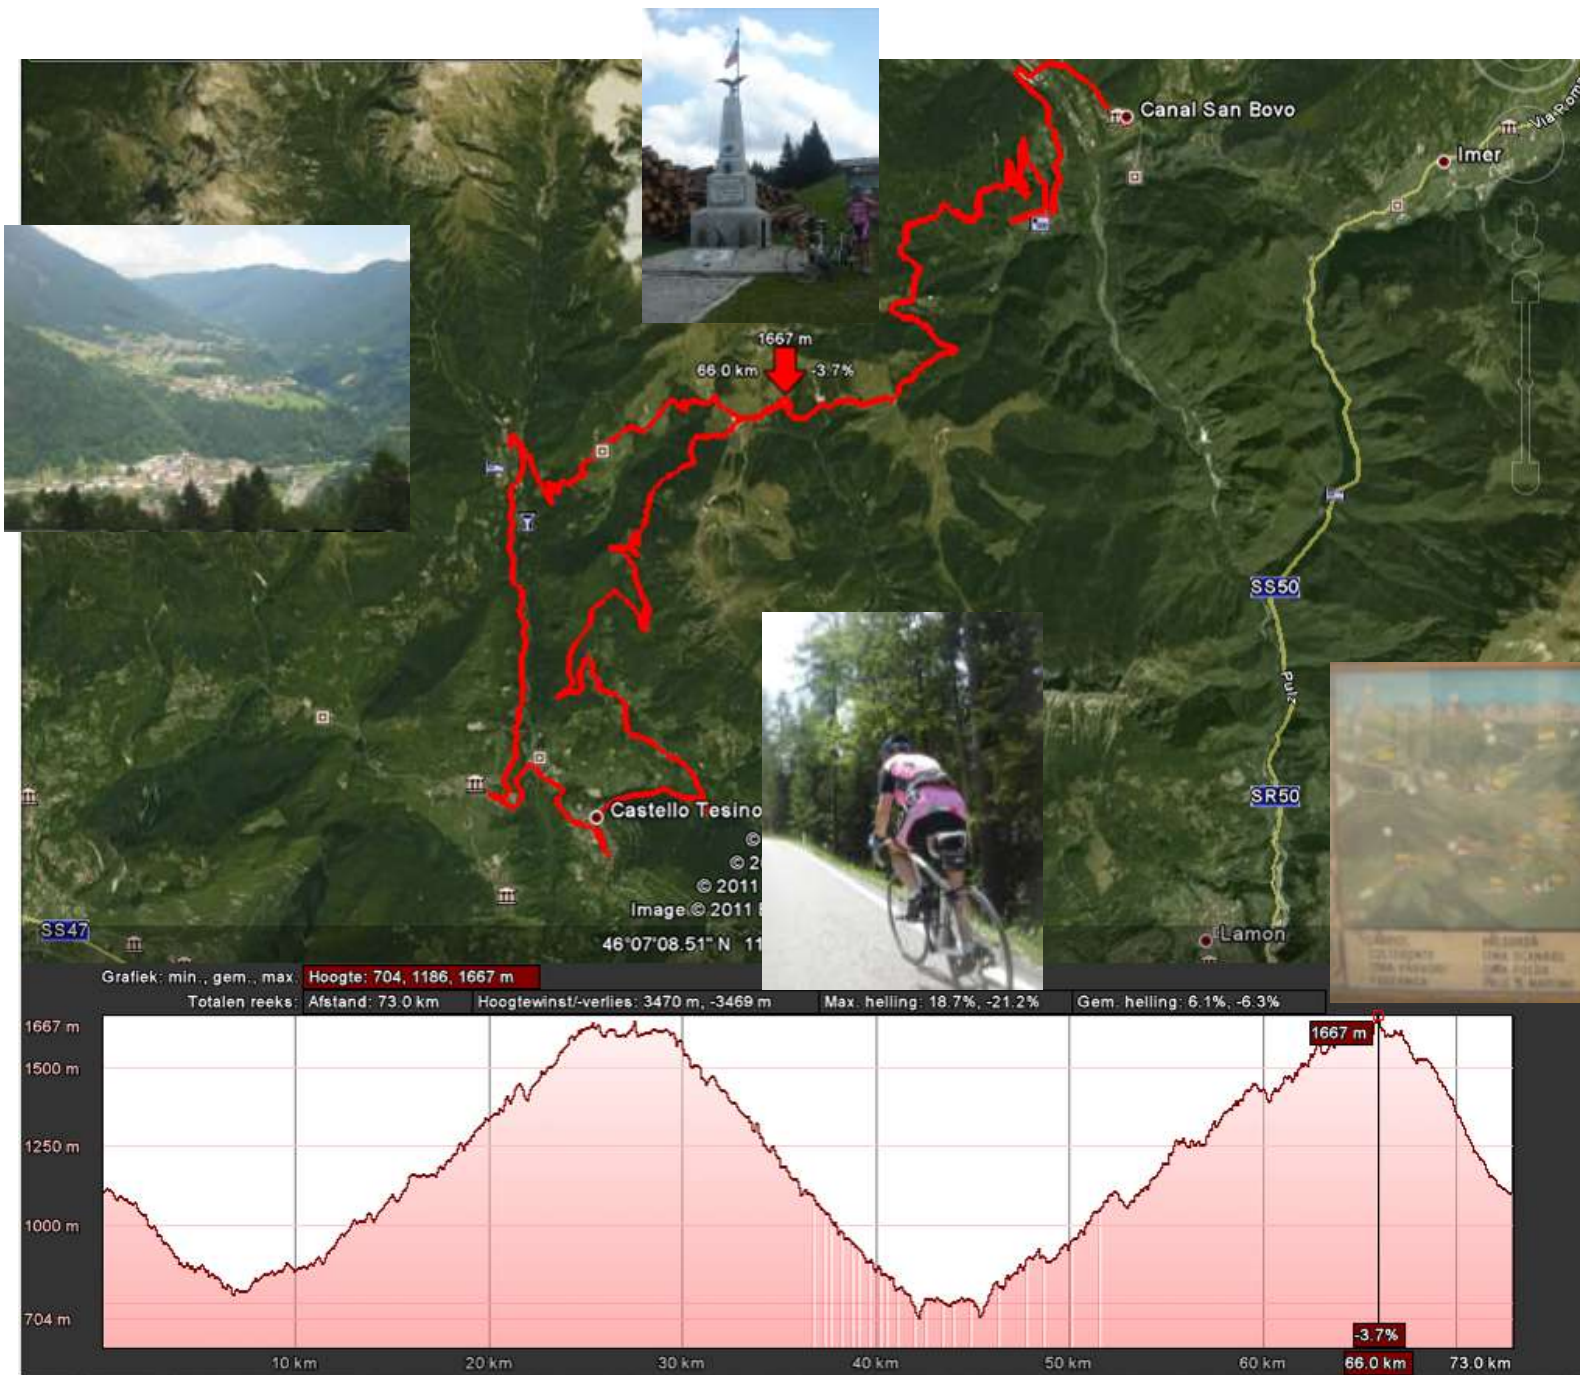 Canal San Bovo
Via Roma
Imer
1667 m
66.0 km
-3.7%
SS50
Pulz
SR50
Castello Tesino
©
© 2011
Image © 2011
46°07'08.51" N 11
SS47
Lamon
Grafiek: min., gem., max. Hoogte: 704, 1186, 1667 m
Totalen reeks: Afstand: 73.0 km Hoogtewinst/-verlies: 3470 m, -3469 m Max. helling: 18.7%, -21.2% Gem. helling: 6.1%, -6.3%
1667 m
1667 m
1500 m
1250 m
1000 m
704 m
-3.7%
10 km 20 km 30 km 40 km 50 km 60 km 66.0 km 73.0 km